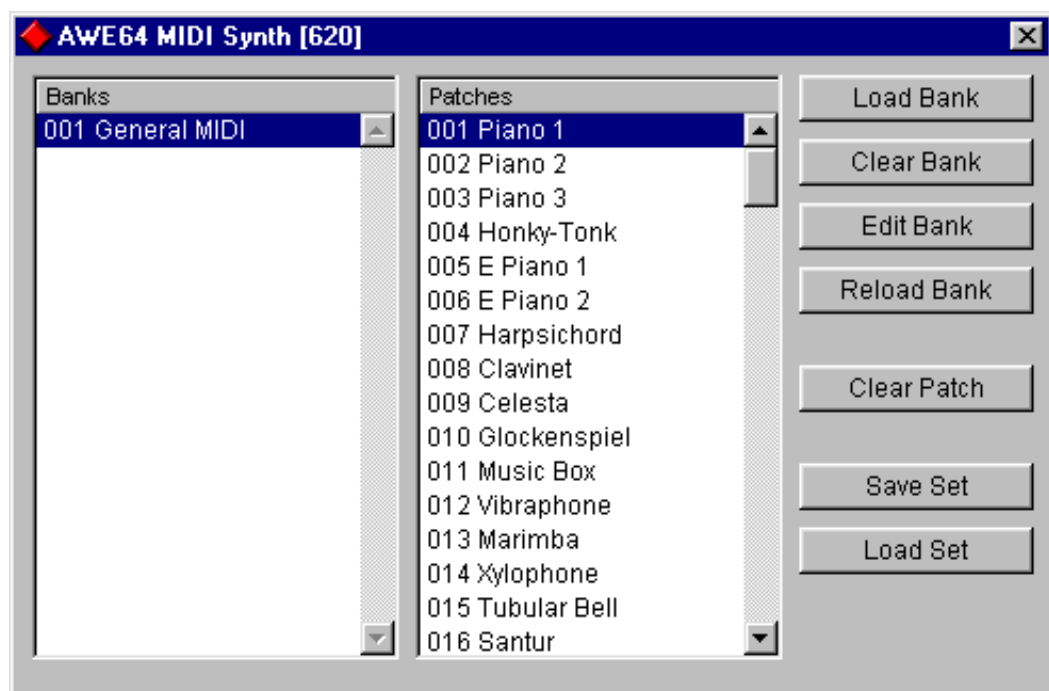 AWE64 MIDI Synth [620]
Banks
001 General MIDI
Patches
001 Piano 1
002 Piano 2
003 Piano 3
004 Honky-Tonk
005 E Piano 1
006 E Piano 2
007 Harpsichord
008 Clavinet
009 Celesta
010 Glockenspiel
011 Music Box
012 Vibraphone
013 Marimba
014 Xylophone
015 Tubular Bell
016 Santur
Load Bank
Clear Bank
Edit Bank
Reload Bank
Clear Patch
Save Set
Load Set